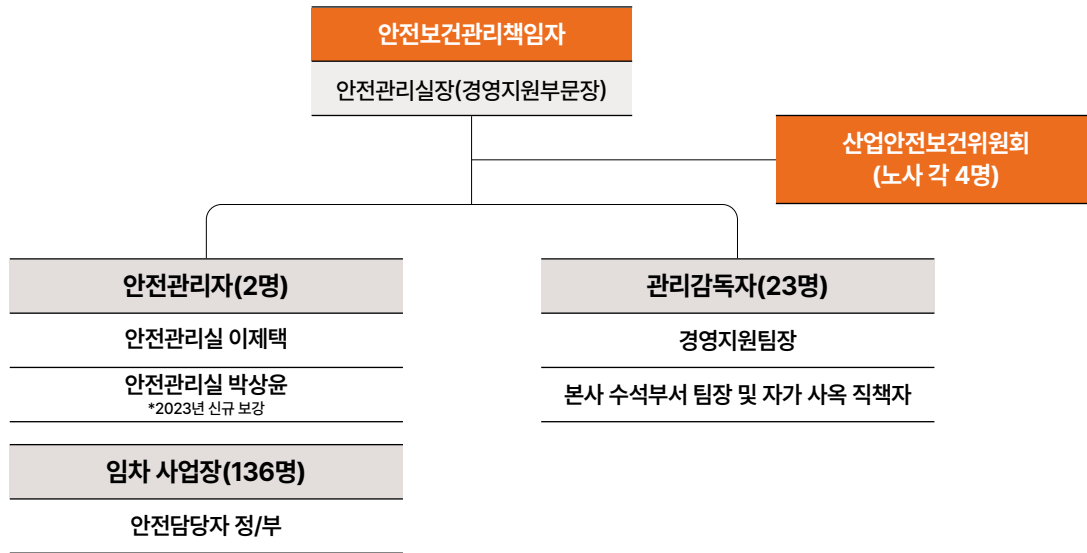 안전보건관리책임자
안전관리실장(경영지원부문장)
산업안전보건위원회
(노사 각 4명)
안전관리자(2명)
안전관리실 이제택
안전관리실 박상윤
*2023년 신규 보강
임차 사업장(136명)
안전담당자 정/부
관리감독자(23명)
경영지원팀장
본사 수석부서 팀장 및 자가 사옥 직책자